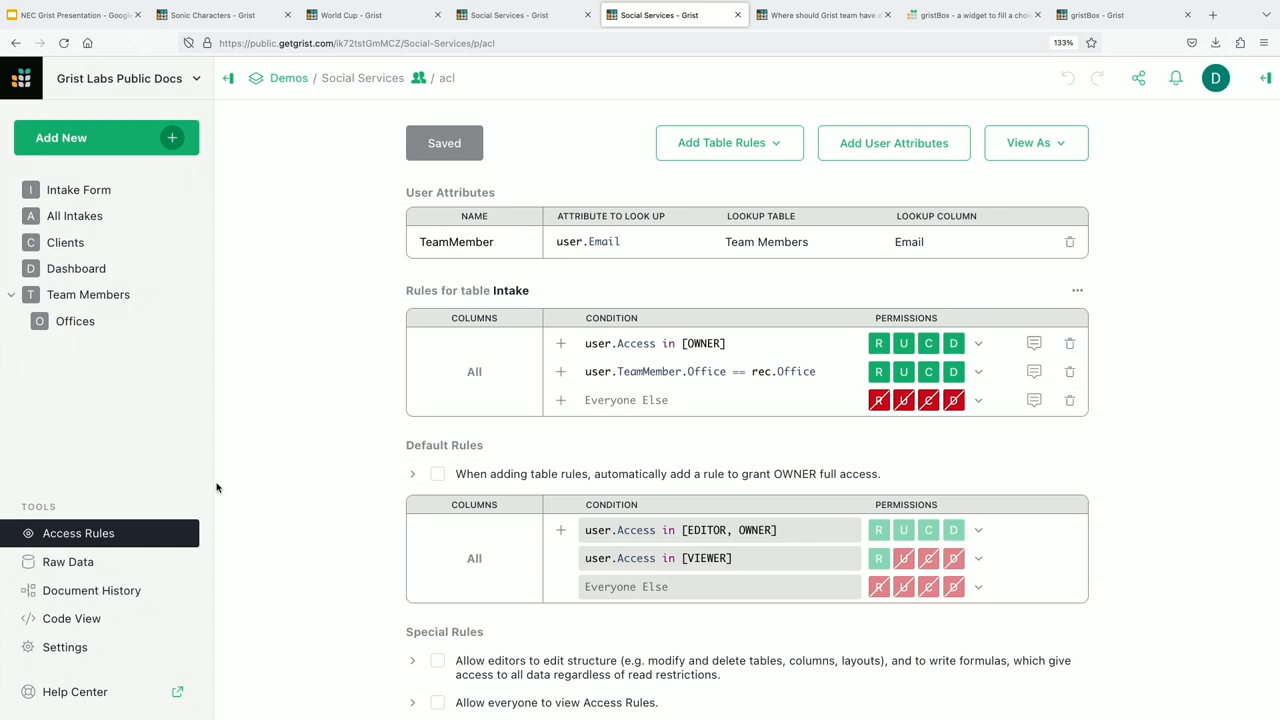 NEC Grist Presentation - Google
Sonic Characters - Grist
World Cup - Grist
Social Services - Grist
Social Services - Grist
Where should Grist team have o
gristBox - a widget to fill a choi
gristBox - Grist
https://public.getgrist.com/ik72tstGmMCZ/Social-Services/p/acl
133%
Grist Labs Public Docs
Demos / Social Services / acl
D
Add New
Saved
Add Table Rules
Add User Attributes
View As
I Intake Form
A All Intakes
C Clients
D Dashboard
T Team Members
O Offices
User Attributes
NAME ATTRIBUTE TO LOOK UP LOOKUP TABLE LOOKUP COLUMN
TeamMember user.Email Team Members Email
Rules for table Intake
COLUMNS CONDITION PERMISSIONS
All
user.Access in [OWNER] R U C D
user.TeamMember.Office == rec.Office R U C D
Everyone Else R U C D
Default Rules
When adding table rules, automatically add a rule to grant OWNER full access.
COLUMNS CONDITION PERMISSIONS
All
user.Access in [EDITOR, OWNER] R U C D
user.Access in [VIEWER] R U C D
Everyone Else R U C D
Special Rules
Allow editors to edit structure (e.g. modify and delete tables, columns, layouts), and to write formulas, which give
access to all data regardless of read restrictions.
Allow everyone to view Access Rules.
TOOLS
Access Rules
Raw Data
Document History
Code View
Settings
Help Center